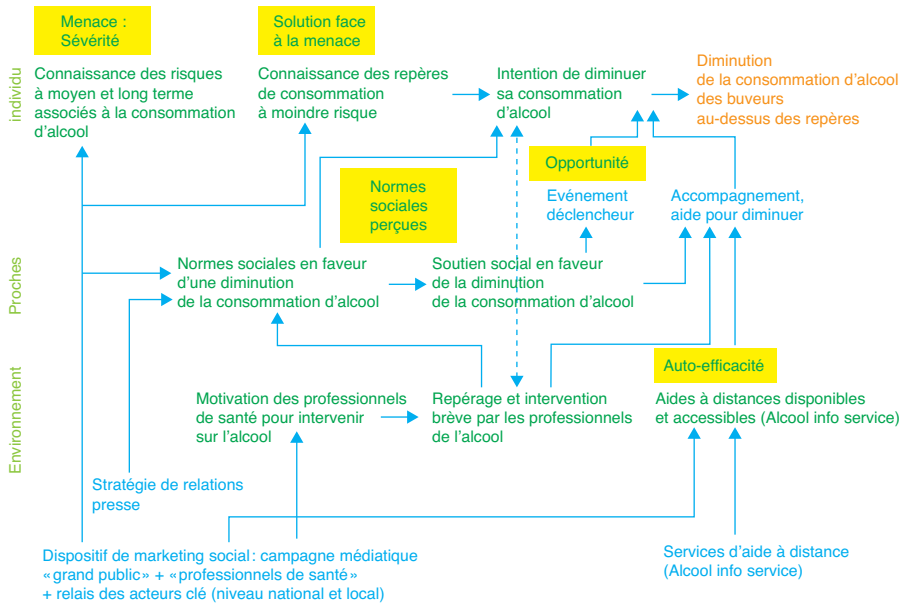 Menace :
Sévérité
Solution face
à la menace
individu
Connaissance des risques
à moyen et long terme
associés à la consommation
d'alcool
Connaissance des repères
de consommation
à moindre risque
Intention de diminuer
sa consommation
d'alcool
Diminution
de la consommation d'alcool
des buveurs
au-dessus des repères
Opportunité
Normes
sociales
perçues
Evénement
déclencheur
Accompagnement,
aide pour diminuer
Proches
Normes sociales en faveur
d'une diminution
de la consommation d'alcool
Soutien social en faveur
de la diminution
de la consommation d'alcool
Auto-efficacité
Environnement
Motivation des professionnels
de santé pour intervenir
sur l'alcool
Repérage et intervention
brève par les professionnels
de l'alcool
Aides à distances disponibles
et accessibles (Alcool info service)
Stratégie de relations
presse
Dispositif de marketing social : campagne médiatique
«grand public» + «professionnels de santé»
+ relais des acteurs clé (niveau national et local)
Services d'aide à distance
(Alcool info service)